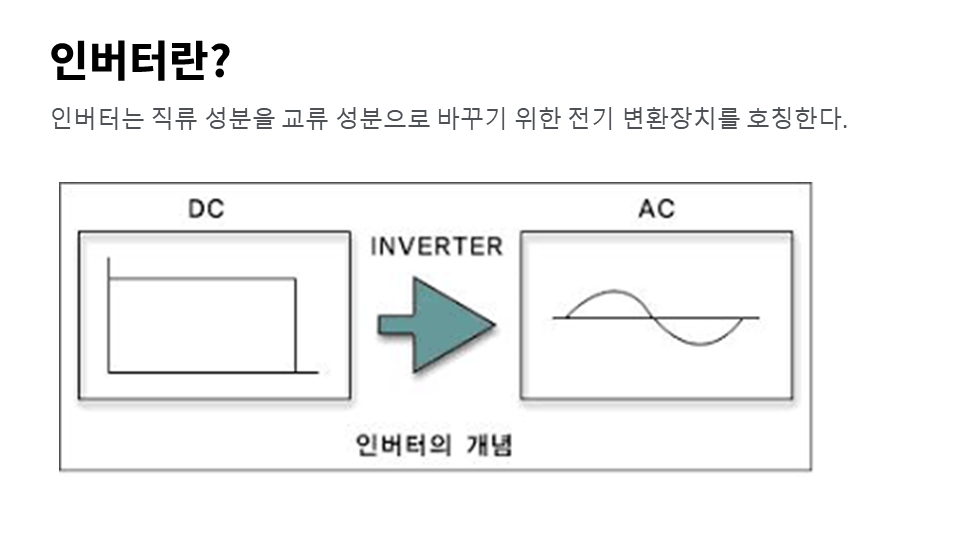 인버터란?
인버터는 직류 성분을 교류 성분으로 바꾸기 위한 전기 변환장치를 호칭한다.
DC
AC
INVERTER
인버터의 개념